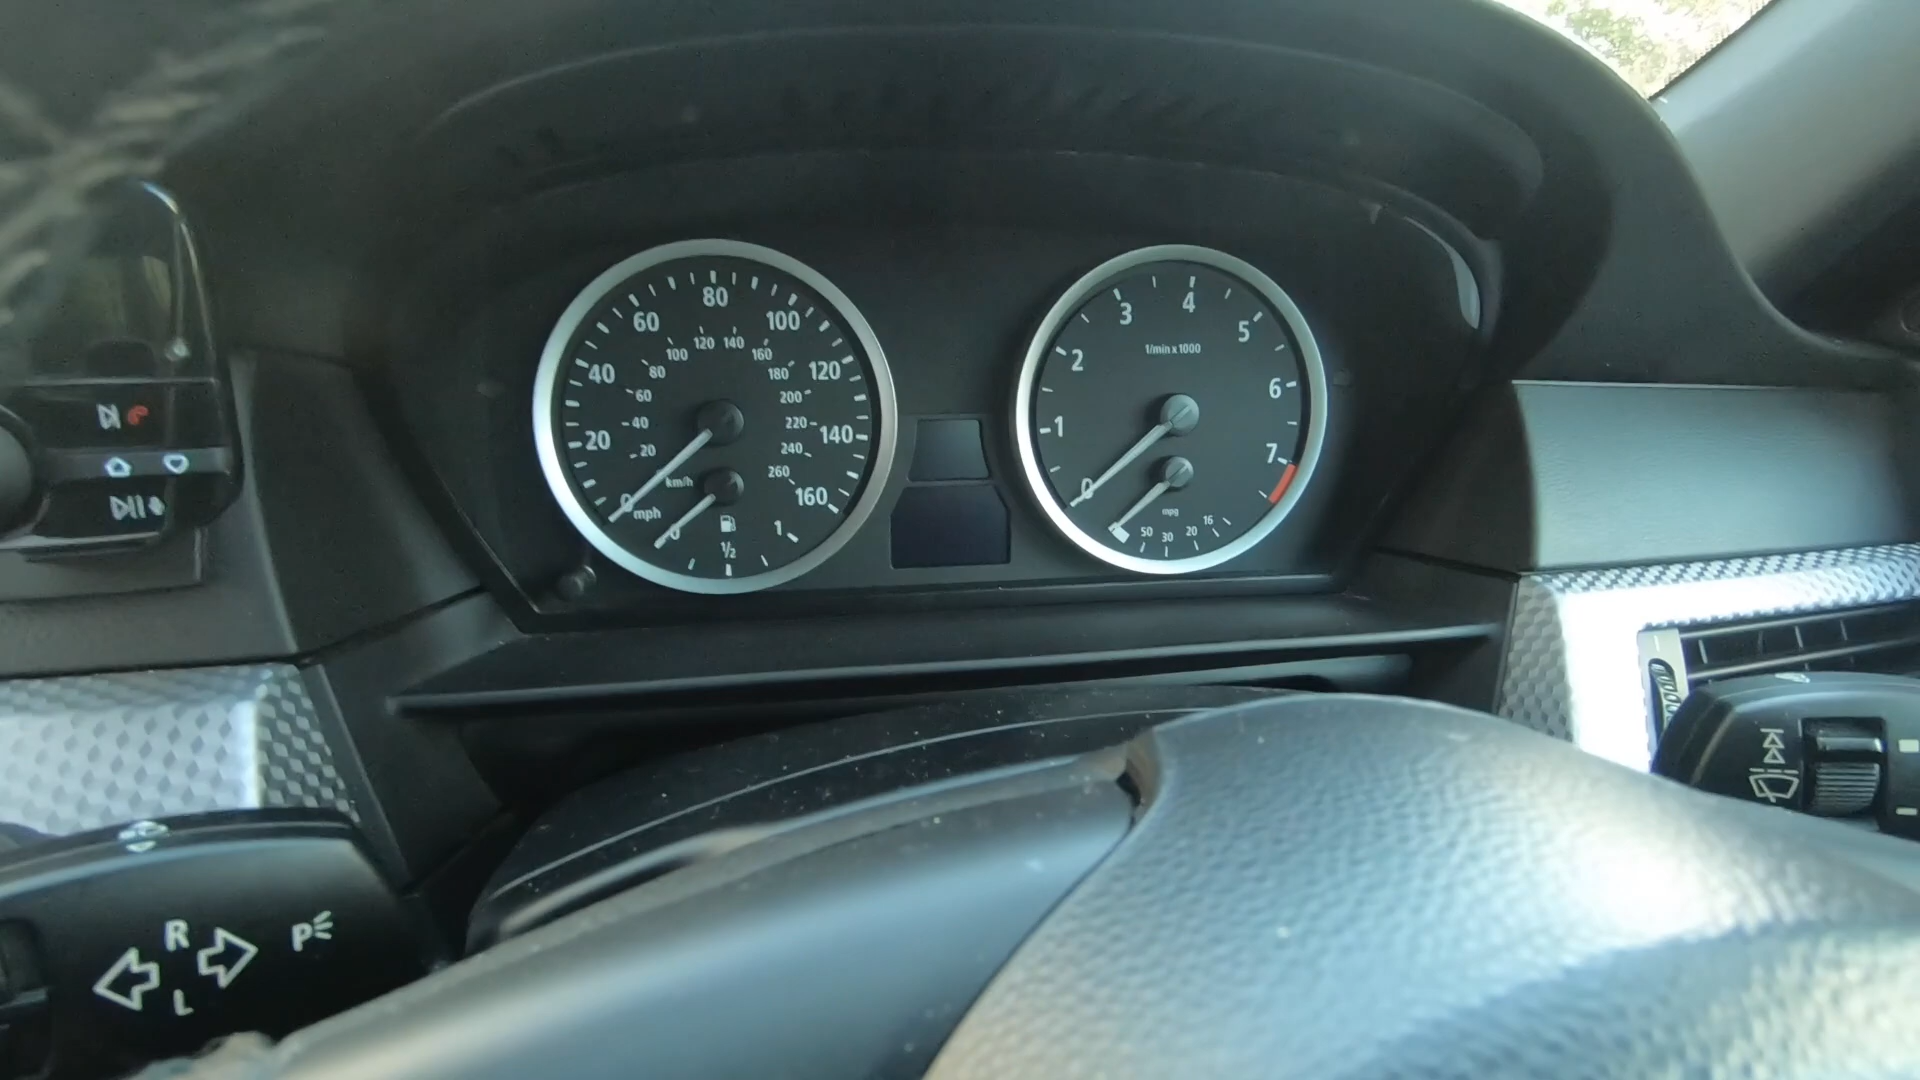 20 40 60 80 100 120 140 160
20 40 60 80 100 120 140 160 180 200 220 240 260
km/h
0 mph
0 1/2 1
0 1 2 3 4 5 6 7
1/min x 1000
mpg
50 30 20 16
R
L
P